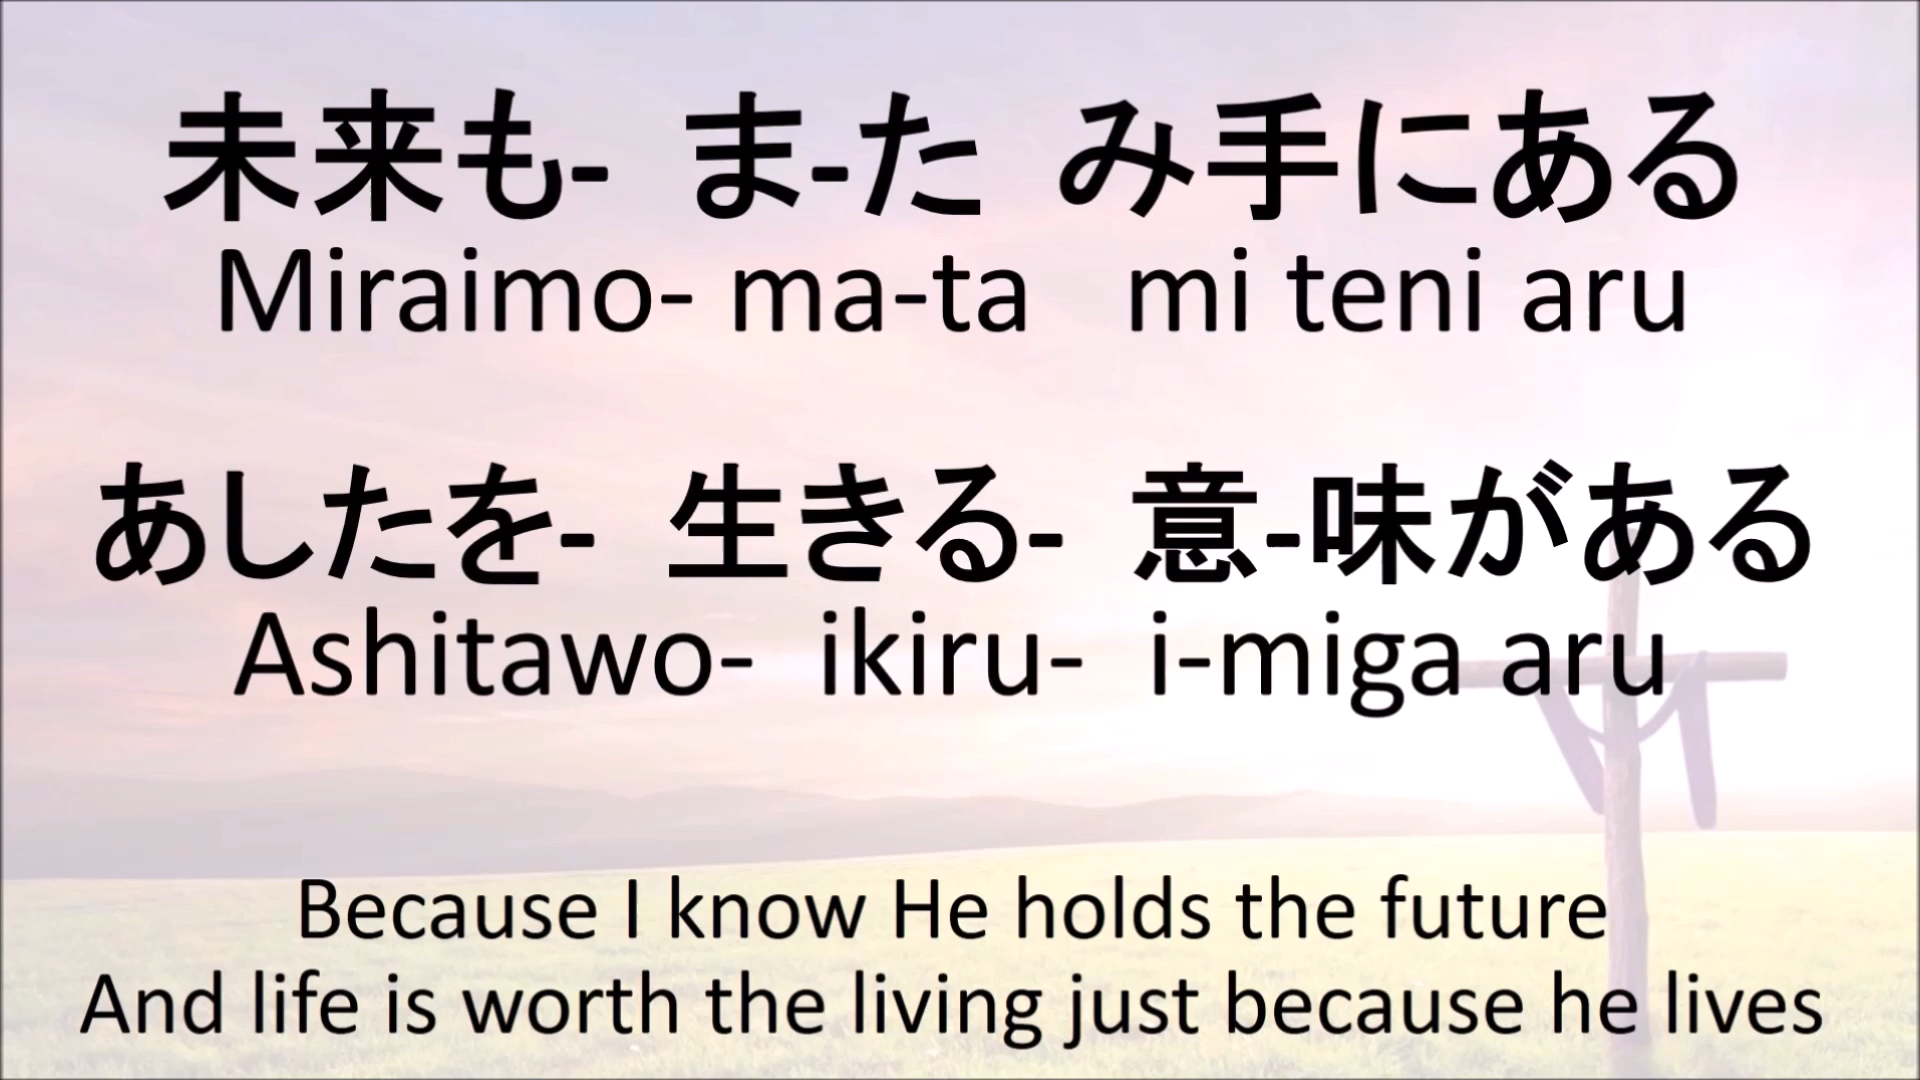 未来も- ま-た み手にある
Miraimo- ma-ta mi teni aru
あしたを- 生きる- 意-味がある
Ashitawo- ikiru- i-miga aru
Because I know He holds the future
And life is worth the living just because he lives